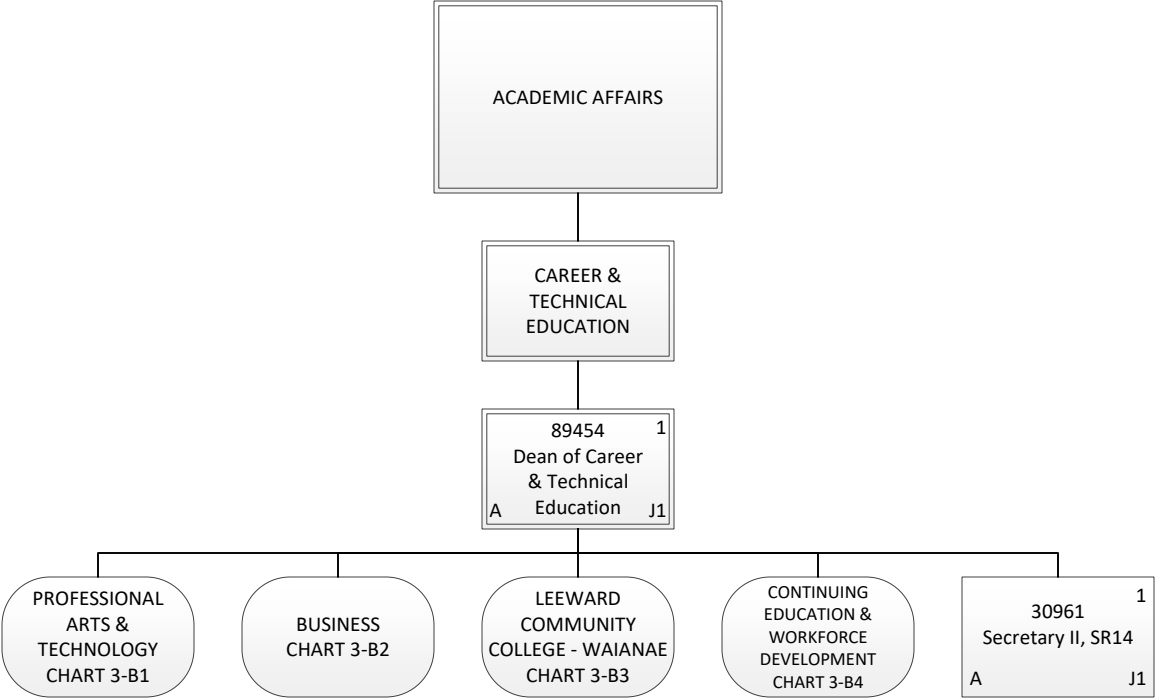 ACADEMIC AFFAIRS
CAREER &
TECHNICAL
EDUCATION
89454 1
Dean of Career
& Technical
A Education J1
PROFESSIONAL
ARTS &
TECHNOLOGY
CHART 3-B1
BUSINESS
CHART 3-B2
LEEWARD
COMMUNITY
COLLEGE - WAIANAE
CHART 3-B3
CONTINUING
EDUCATION &
WORKFORCE
DEVELOPMENT
CHART 3-B4
1
30961
Secretary II, SR14
A J1